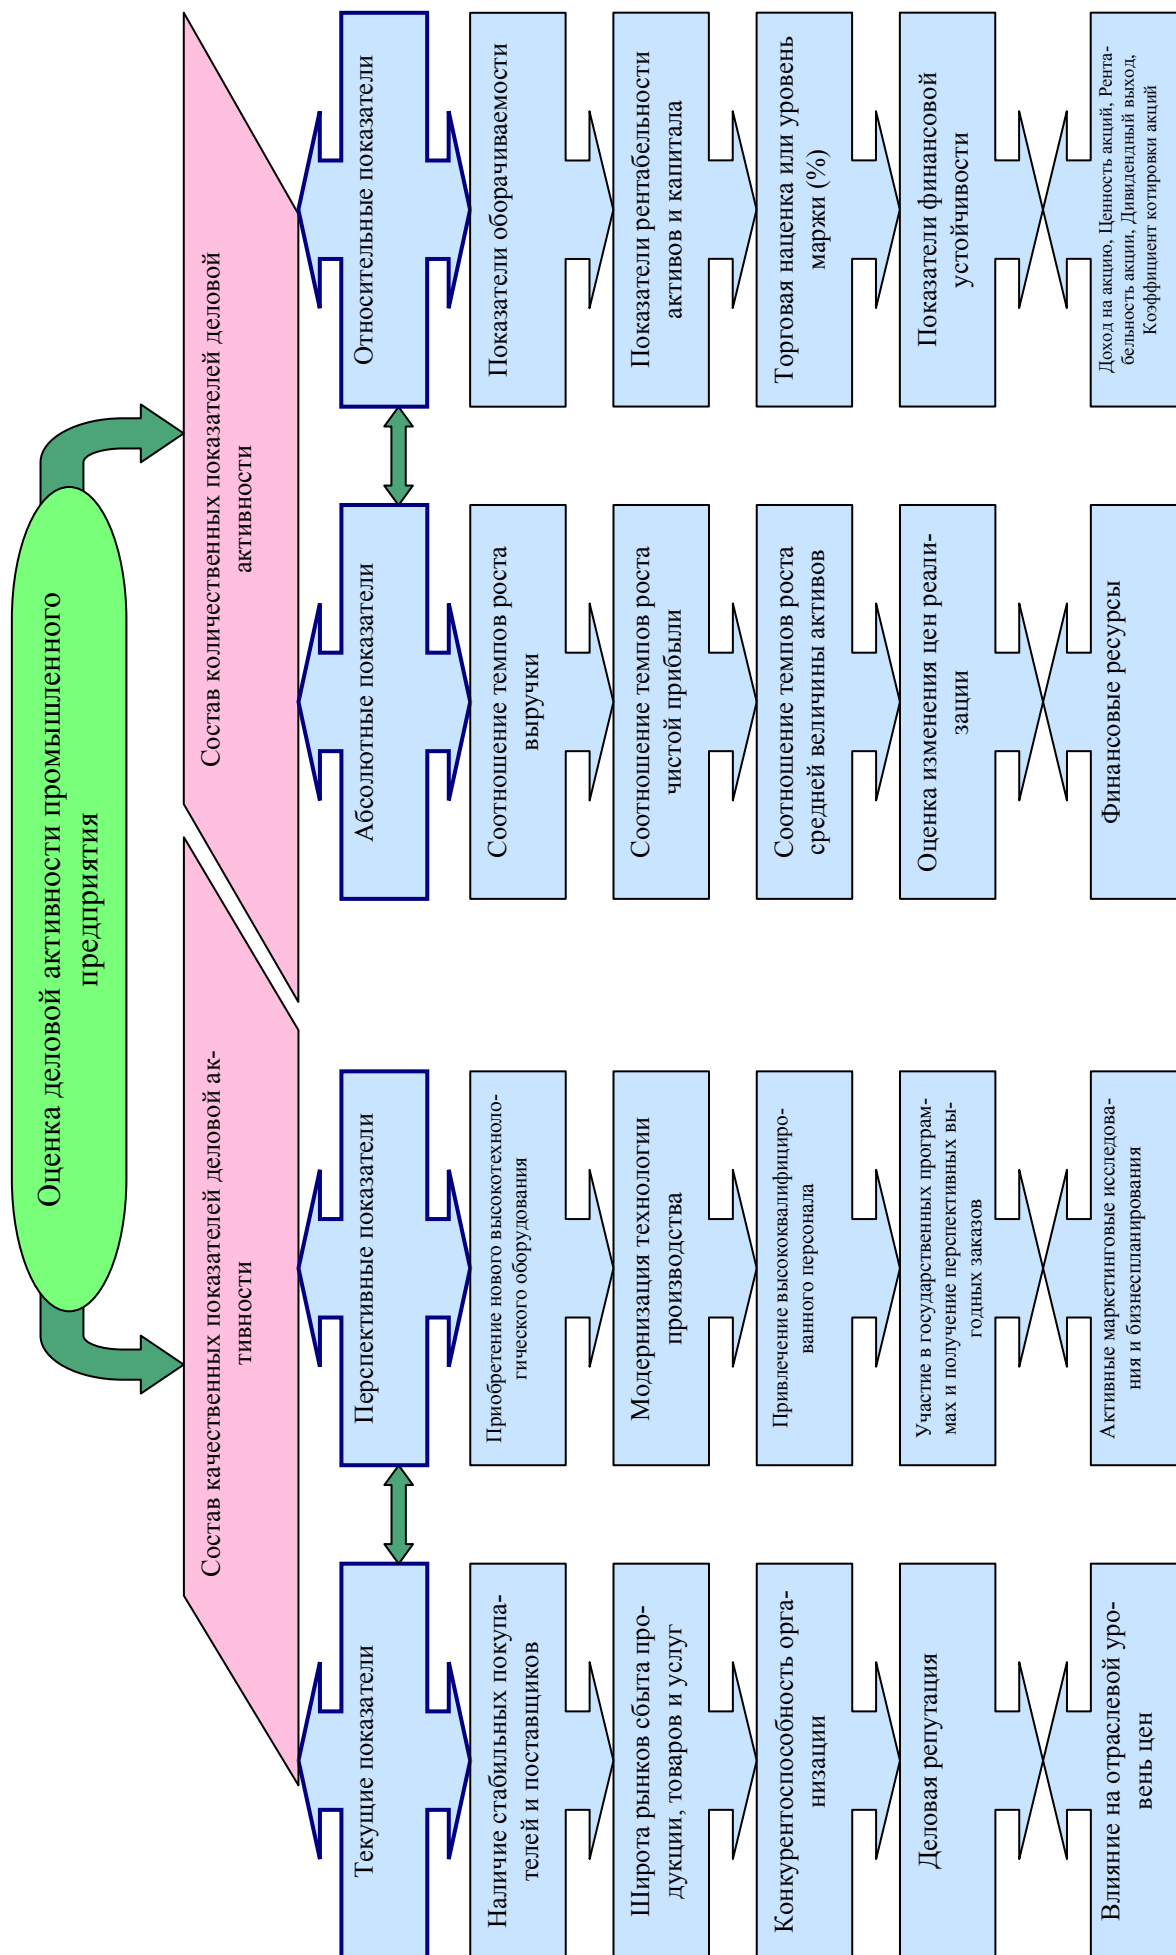 Оценка деловой активности промышленного
предприятия
Состав качественных показателей деловой ак-
тивности
Состав количественных показателей деловой
активности
Текущие показатели
Наличие стабильных покупа-
телей и поставщиков
Широта рынков сбыта про-
дукции, товаров и услуг
Конкурентоспособность орга-
низации
Деловая репутация
Влияние на отраслевой уро-
вень цен
Перспективные показатели
Приобретение нового высокотехноло-
гического оборудования
Модернизация технологии
производства
Привлечение высококвалифициро-
ванного персонала
Участие в государственных програм-
мах и получение перспективных вы-
годных заказов
Активные маркетинговые исследова-
ния и бизнеспланирования
Абсолютные показатели
Соотношение темпов роста
выручки
Соотношение темпов роста
чистой прибыли
Соотношение темпов роста
средней величины активов
Оценка изменения цен реали-
зации
Финансовые ресурсы
Относительные показатели
Показатели оборачиваемости
Показатели рентабельности
активов и капитала
Торговая наценка или уровень
маржи (%)
Показатели финансовой
устойчивости
Доход на акцию, Ценность акций, Рента-
бельность акции, Дивидендный выход,
Коэффициент котировки акций